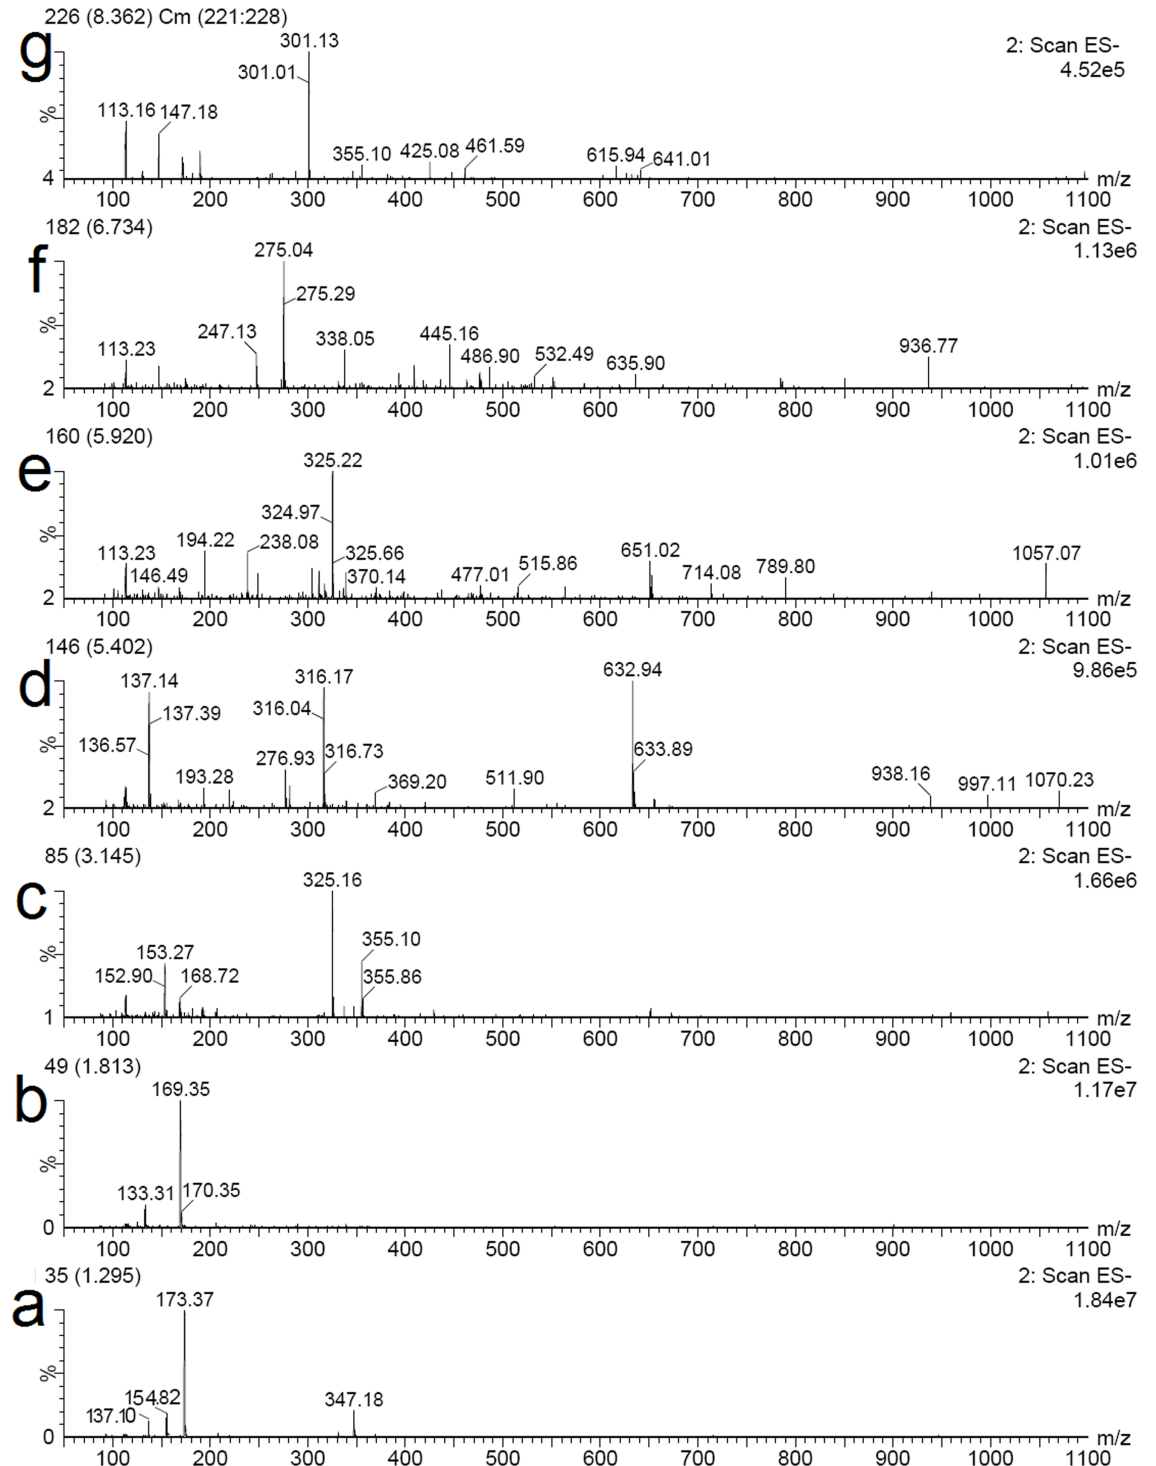 226 (8.362) Cm (221:228)
g
2: Scan ES-
4.52e5
301.13
301.01
113.16
147.18
355.10
425.08
461.59
615.94
641.01
%
4
100 200 300 400 500 600 700 800 900 1000 1100
m/z
182 (6.734)
f
2: Scan ES-
1.13e6
275.04
275.29
247.13
113.23
338.05
445.16
486.90
532.49
635.90
936.77
%
2
100 200 300 400 500 600 700 800 900 1000 1100
m/z
160 (5.920)
e
2: Scan ES-
1.01e6
325.22
324.97
194.22
238.08
113.23
146.49
325.66
370.14
477.01
515.86
651.02
714.08
789.80
1057.07
%
2
100 200 300 400 500 600 700 800 900 1000 1100
m/z
146 (5.402)
d
2: Scan ES-
9.86e5
137.14
137.39
136.57
193.28
276.93
316.17
316.04
316.73
369.20
511.90
632.94
633.89
938.16
997.11
1070.23
%
2
100 200 300 400 500 600 700 800 900 1000 1100
m/z
85 (3.145)
c
2: Scan ES-
1.66e6
325.16
153.27
152.90
168.72
355.10
355.86
%
1
100 200 300 400 500 600 700 800 900 1000 1100
m/z
49 (1.813)
b
2: Scan ES-
1.17e7
169.35
133.31
170.35
%
0
100 200 300 400 500 600 700 800 900 1000 1100
m/z
35 (1.295)
a
2: Scan ES-
1.84e7
173.37
154.82
137.10
347.18
%
0
100 200 300 400 500 600 700 800 900 1000 1100
m/z